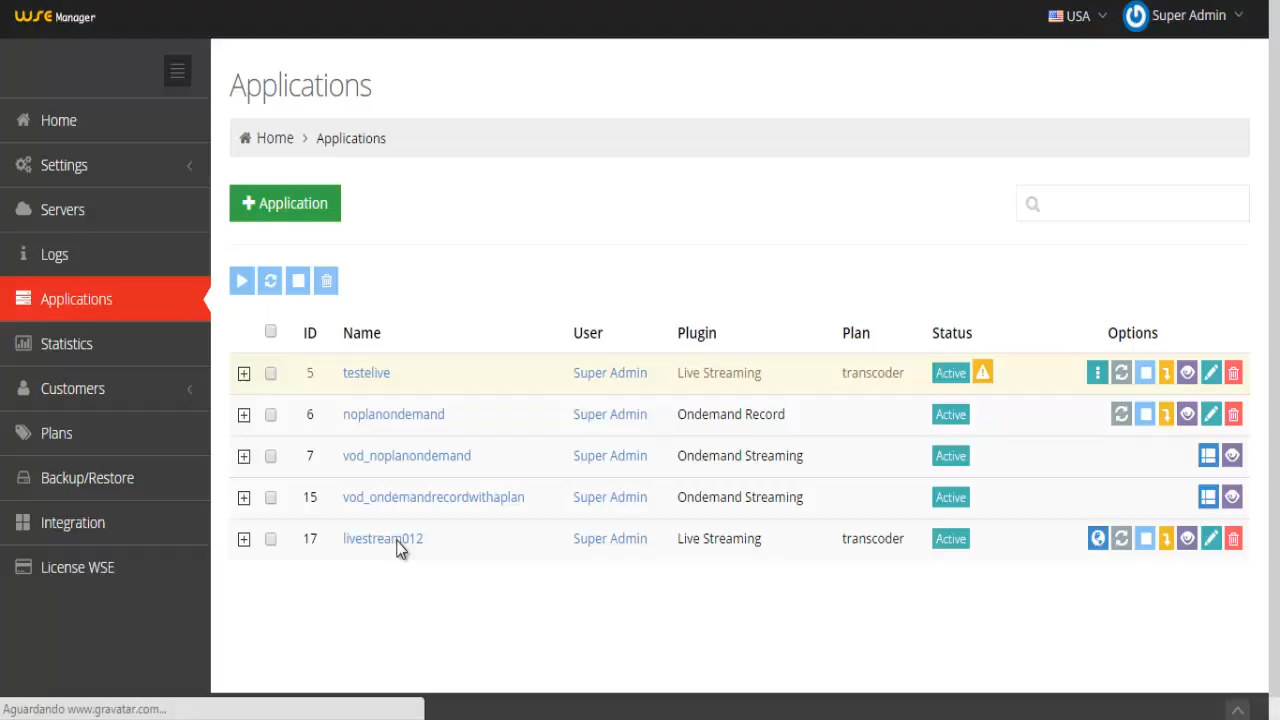 WSE Manager
USA
Super Admin
Home
Settings
Servers
Logs
Applications
Statistics
Customers
Plans
Backup/Restore
Integration
License WSE
Applications
Home > Applications
+ Application
ID Name User Plugin Plan Status Options
5 testelive Super Admin Live Streaming transcoder Active
6 noplanondemand Super Admin Ondemand Record Active
7 vod_noplanondemand Super Admin Ondemand Streaming Active
15 vod_ondemandrecordwithaplan Super Admin Ondemand Streaming Active
17 livestream012 Super Admin Live Streaming transcoder Active
Aguardando www.gravatar.com...